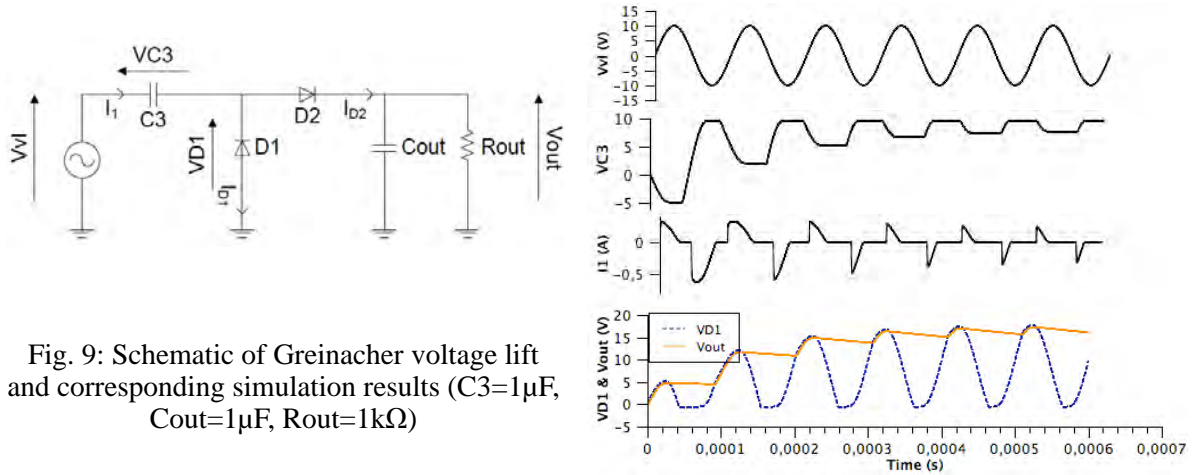 VC3
I1
C3
VvI
VD1
D1
ID1
D2
ID2
Cout
Rout
Vout
Fig. 9: Schematic of Greinacher voltage lift
and corresponding simulation results (C3=1µF,
Cout=1µF, Rout=1kΩ)
VvI (V)
15
10
5
0
−5
−10
−15
VC3
10
5
0
−5
I1 (A)
0
−0,5
VD1 & Vout (V)
20
15
10
5
0
−5
VD1
Vout
0 0,0001 0,0002 0,0003 0,0004 0,0005 0,0006 0,0007
Time (s)